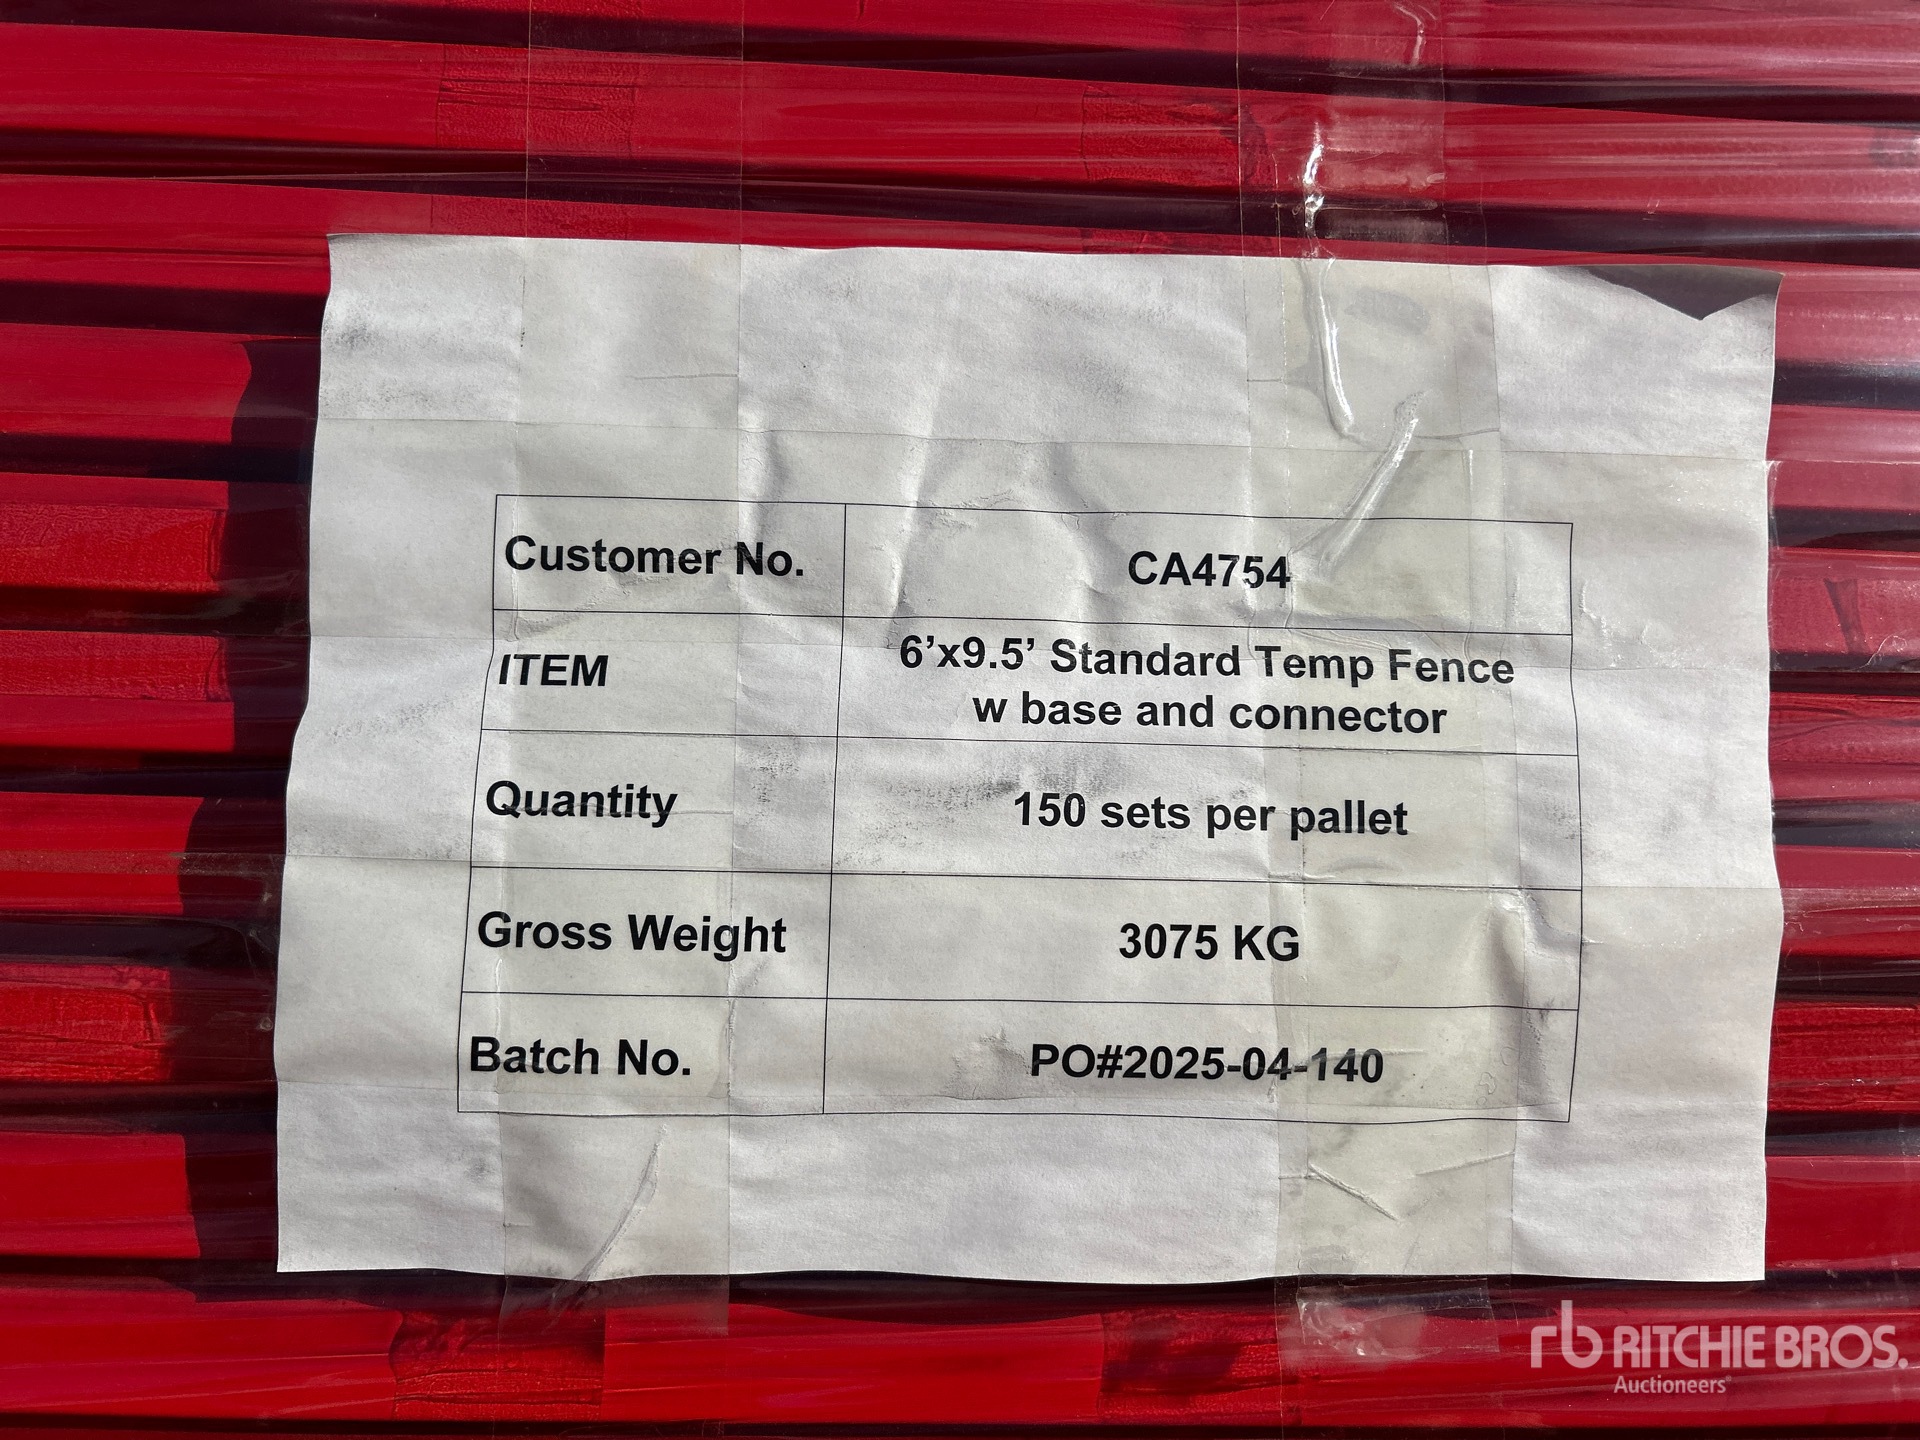 Customer No. CA4754
ITEM 6’x9.5’ Standard Temp Fence
w base and connector
Quantity 150 sets per pallet
Gross Weight 3075 KG
Batch No. PO#2025-04-140
rb RITCHIE BROS.
Auctioneers